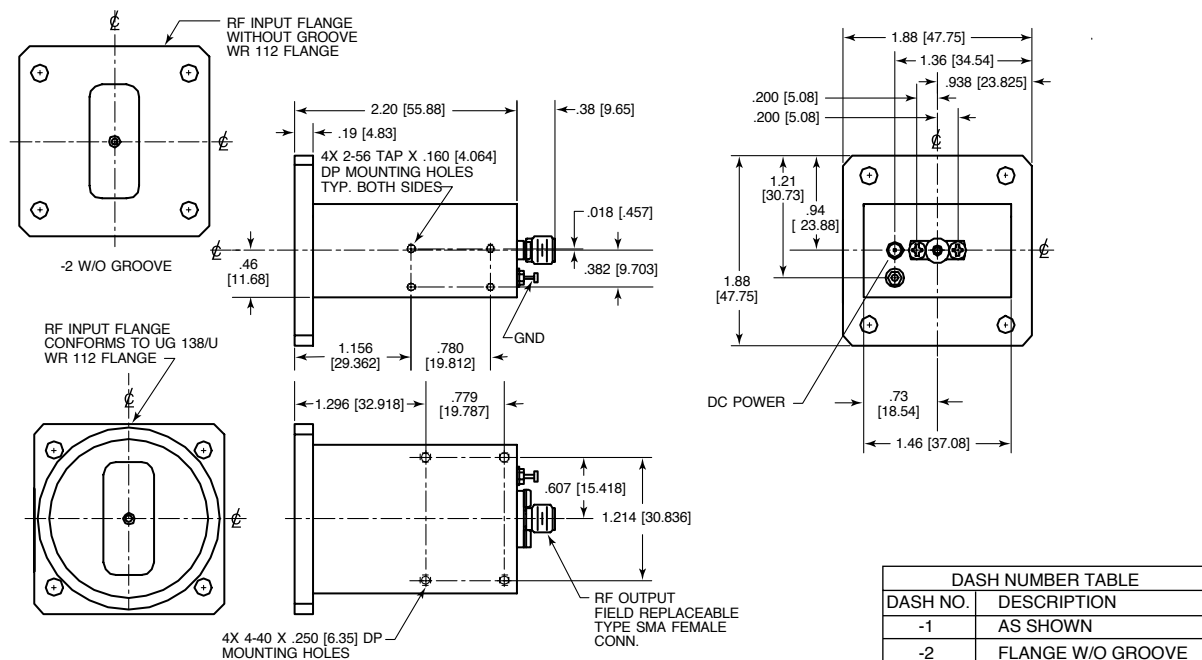 RF INPUT FLANGE
WITHOUT GROOVE
WR 112 FLANGE
-2 W/O GROOVE
2.20 [55.88]
.38 [9.65]
.19 [4.83]
4X 2-56 TAP X .160 [4.064]
DP MOUNTING HOLES
TYP. BOTH SIDES
.018 [.457]
.46
[11.68]
.382 [9.703]
GND
1.156
[29.362]
.780
[19.812]
1.88 [47.75]
1.36 [34.54]
.938 [23.825]
.200 [5.08]
.200 [5.08]
1.21
[30.73]
.94
[ 23.88]
1.88
[47.75]
DC POWER
.73
[18.54]
1.46 [37.08]
RF INPUT FLANGE
CONFORMS TO UG 138/U
WR 112 FLANGE
1.296 [32.918]
.779
[19.787]
.607 [15.418]
1.214 [30.836]
4X 4-40 X .250 [6.35] DP
MOUNTING HOLES
RF OUTPUT
FIELD REPLACEABLE
TYPE SMA FEMALE
CONN.
DASH NUMBER TABLE
DASH NO. DESCRIPTION
-1 AS SHOWN
-2 FLANGE W/O GROOVE